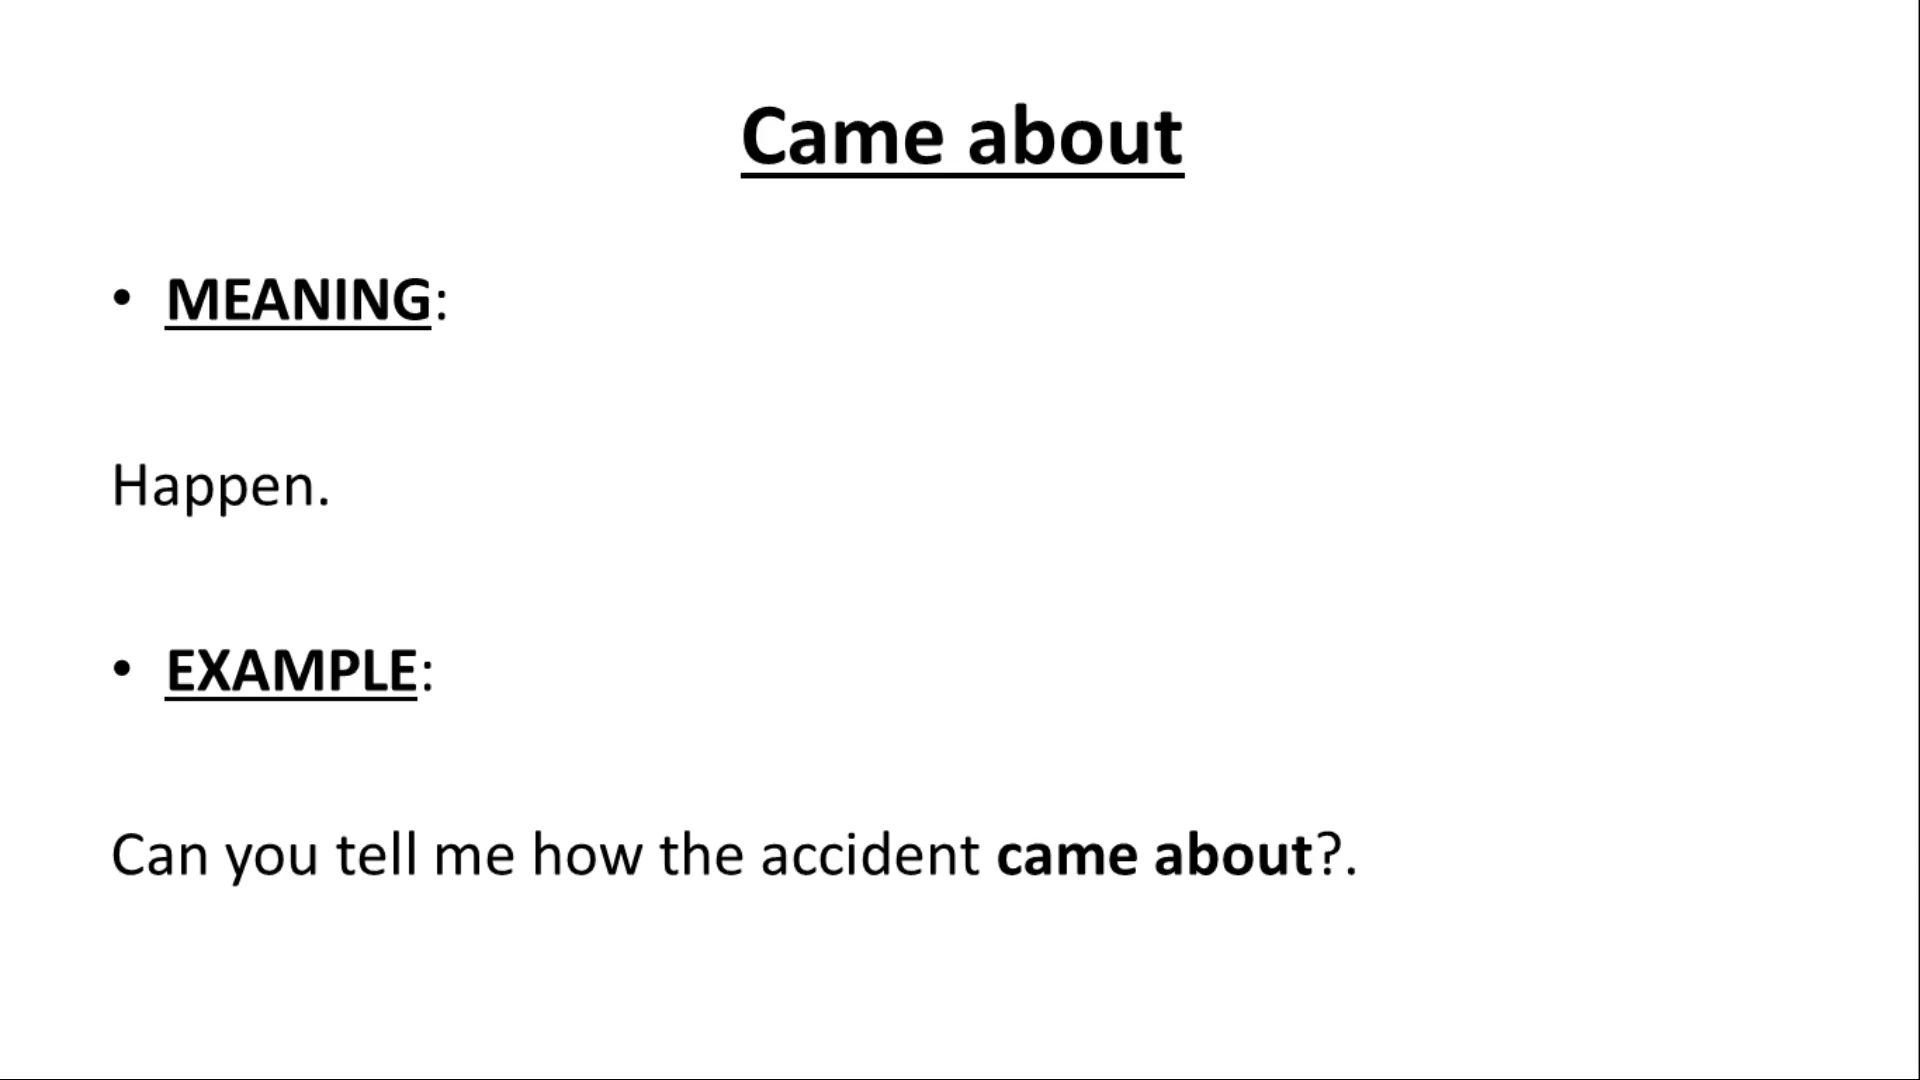 Came about
• MEANING:
Happen.
• EXAMPLE:
Can you tell me how the accident came about?.